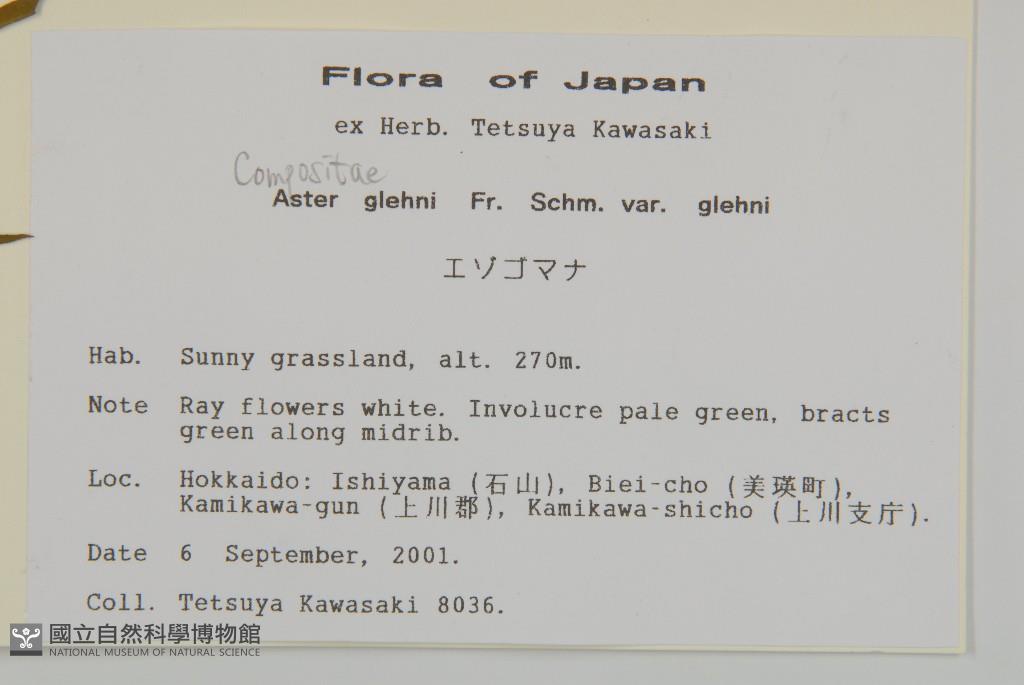 Flora of Japan
ex Herb. Tetsuya Kawasaki
Compositae
Aster glehni Fr. Schm. var. glehni
エゾゴマナ
Hab. Sunny grassland, alt. 270m.
Note Ray flowers white. Involucre pale green, bracts
green along midrib.
Loc. Hokkaido: Ishiyama (石山), Biei-cho (美瑛町),
Kamikawa-gun (上川郡), Kamikawa-shicho (上川支庁).
Date 6 September, 2001.
Coll. Tetsuya Kawasaki 8036.
國立自然科學博物館
NATIONAL MUSEUM OF NATURAL SCIENCE